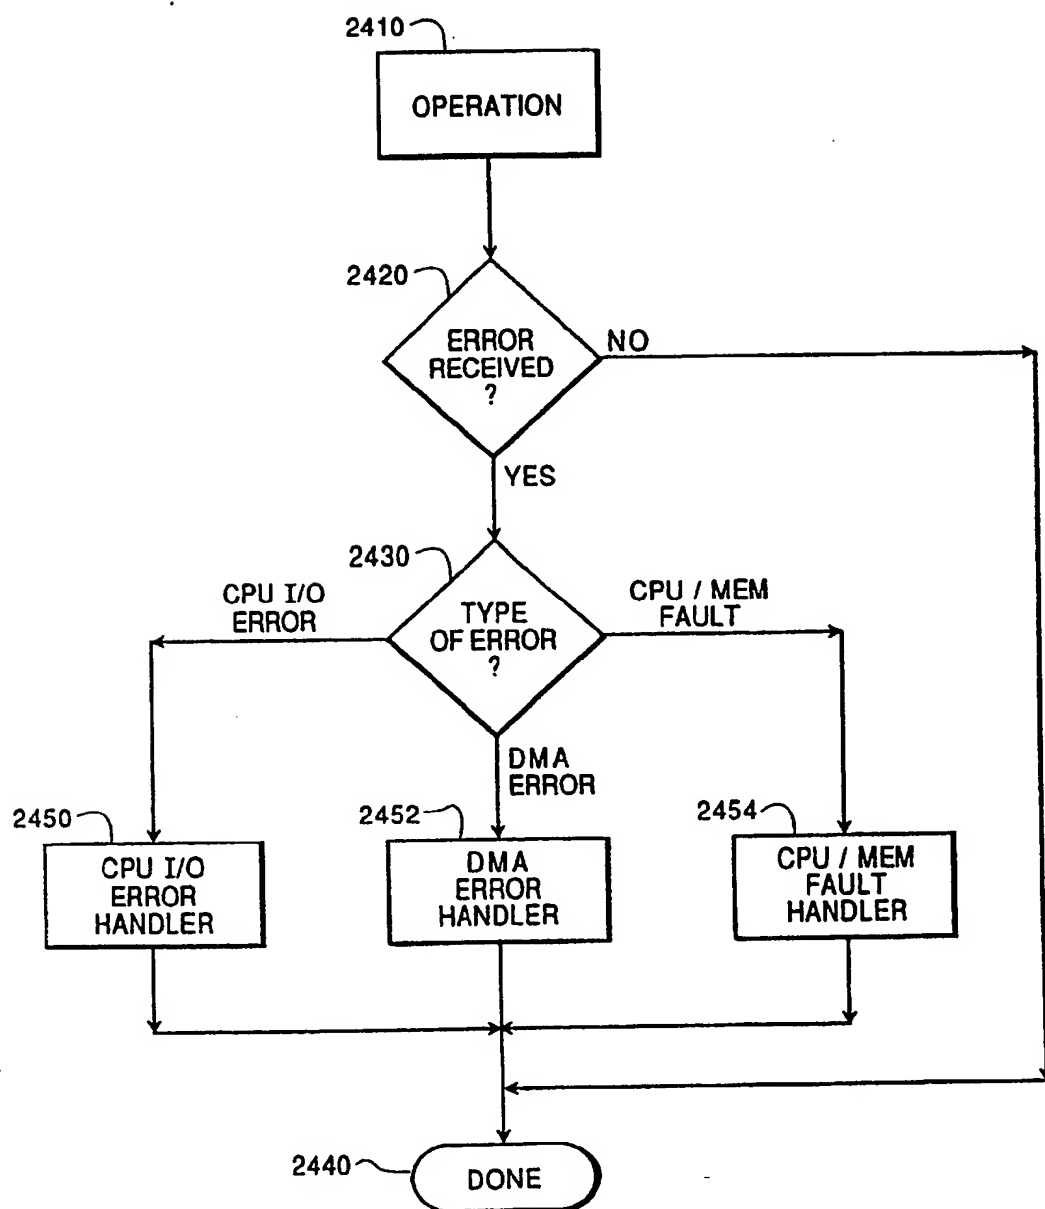 2410
OPERATION
2420
ERROR
RECEIVED
?
NO
YES
2430
TYPE
OF ERROR
?
CPU I/O
ERROR
CPU / MEM
FAULT
DMA
ERROR
2450
CPU I/O
ERROR
HANDLER
2452
DMA
ERROR
HANDLER
2454
CPU / MEM
FAULT
HANDLER
2440
DONE